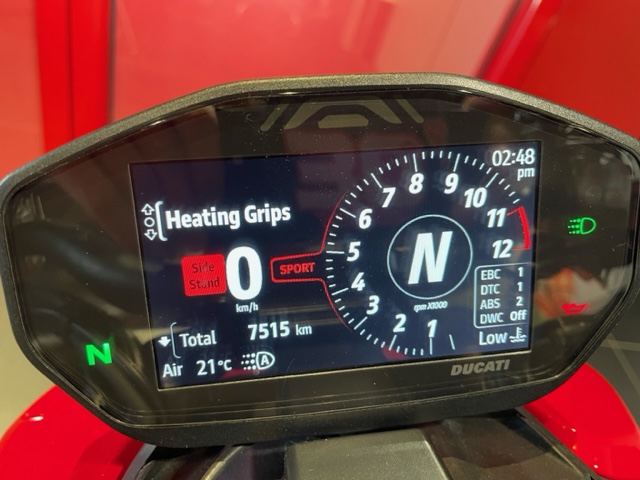 02:48
pm
Heating Grips
Side
Stand
0
km/h
SPORT
Total 7515 km
Air 21°C A
1
2
3
4
5
6
7
8
9
10
11
12
N
rpm X1000
EBC 1
DTC 1
ABS 2
DWC Off
Low
N
DUCATI